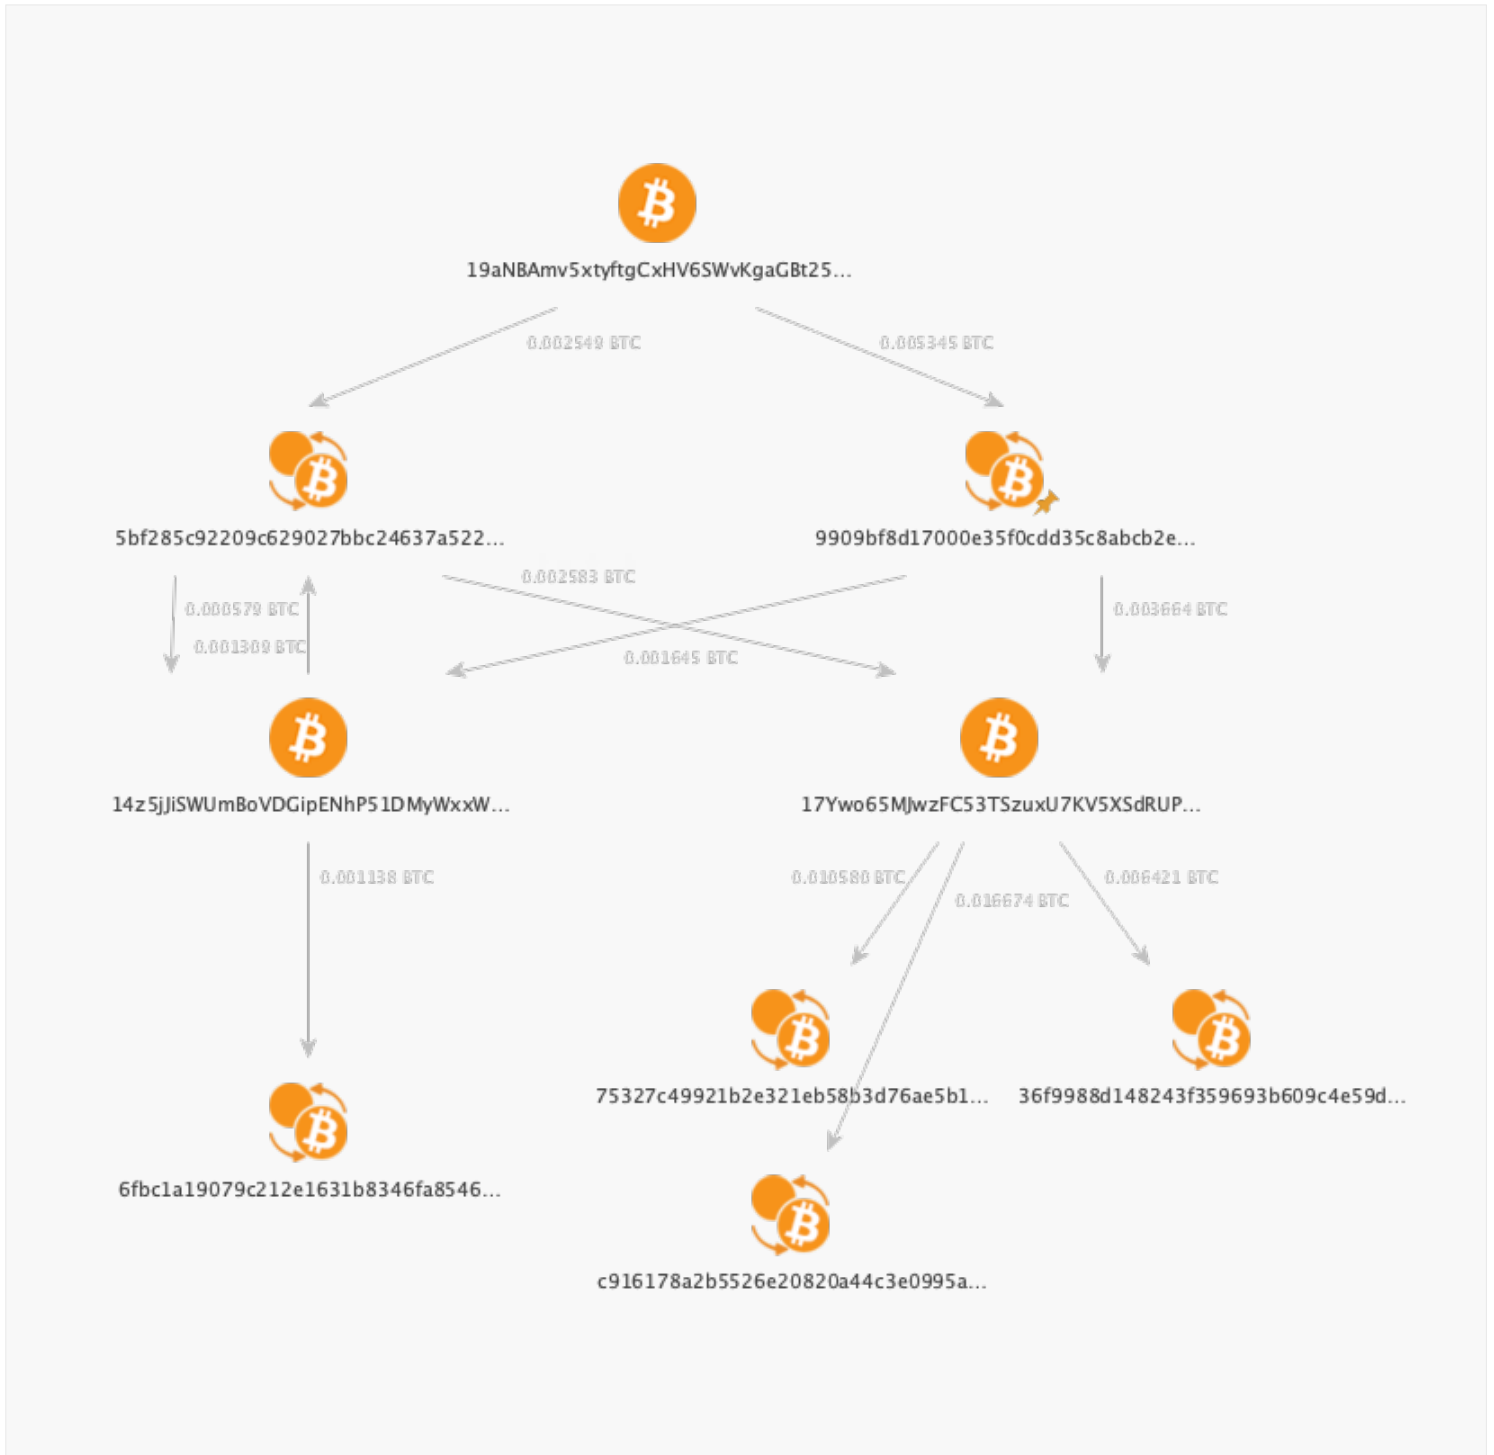 19aNBAmv5xtyftgCxHV6SWvKgaGBt25...
0.002549 BTC
0.005345 BTC
5bf285c92209c629027bbc24637a522...
9909bf8d17000e35f0cdd35c8abcb2e...
0.002583 BTC
0.000579 BTC
0.003664 BTC
0.001309 BTC
0.001645 BTC
14z5jJiSWUmBoVDGipENhP51DMyWxxW...
17Ywo65MJwzFC53TSzuxU7KV5XSdRUP...
0.001138 BTC
0.010580 BTC
0.006421 BTC
0.016674 BTC
75327c49921b2e321eb58b3d76ae5b1...
36f9988d148243f359693b609c4e59d...
6fbc1a19079c212e1631b8346fa8546...
c916178a2b5526e20820a44c3e0995a...